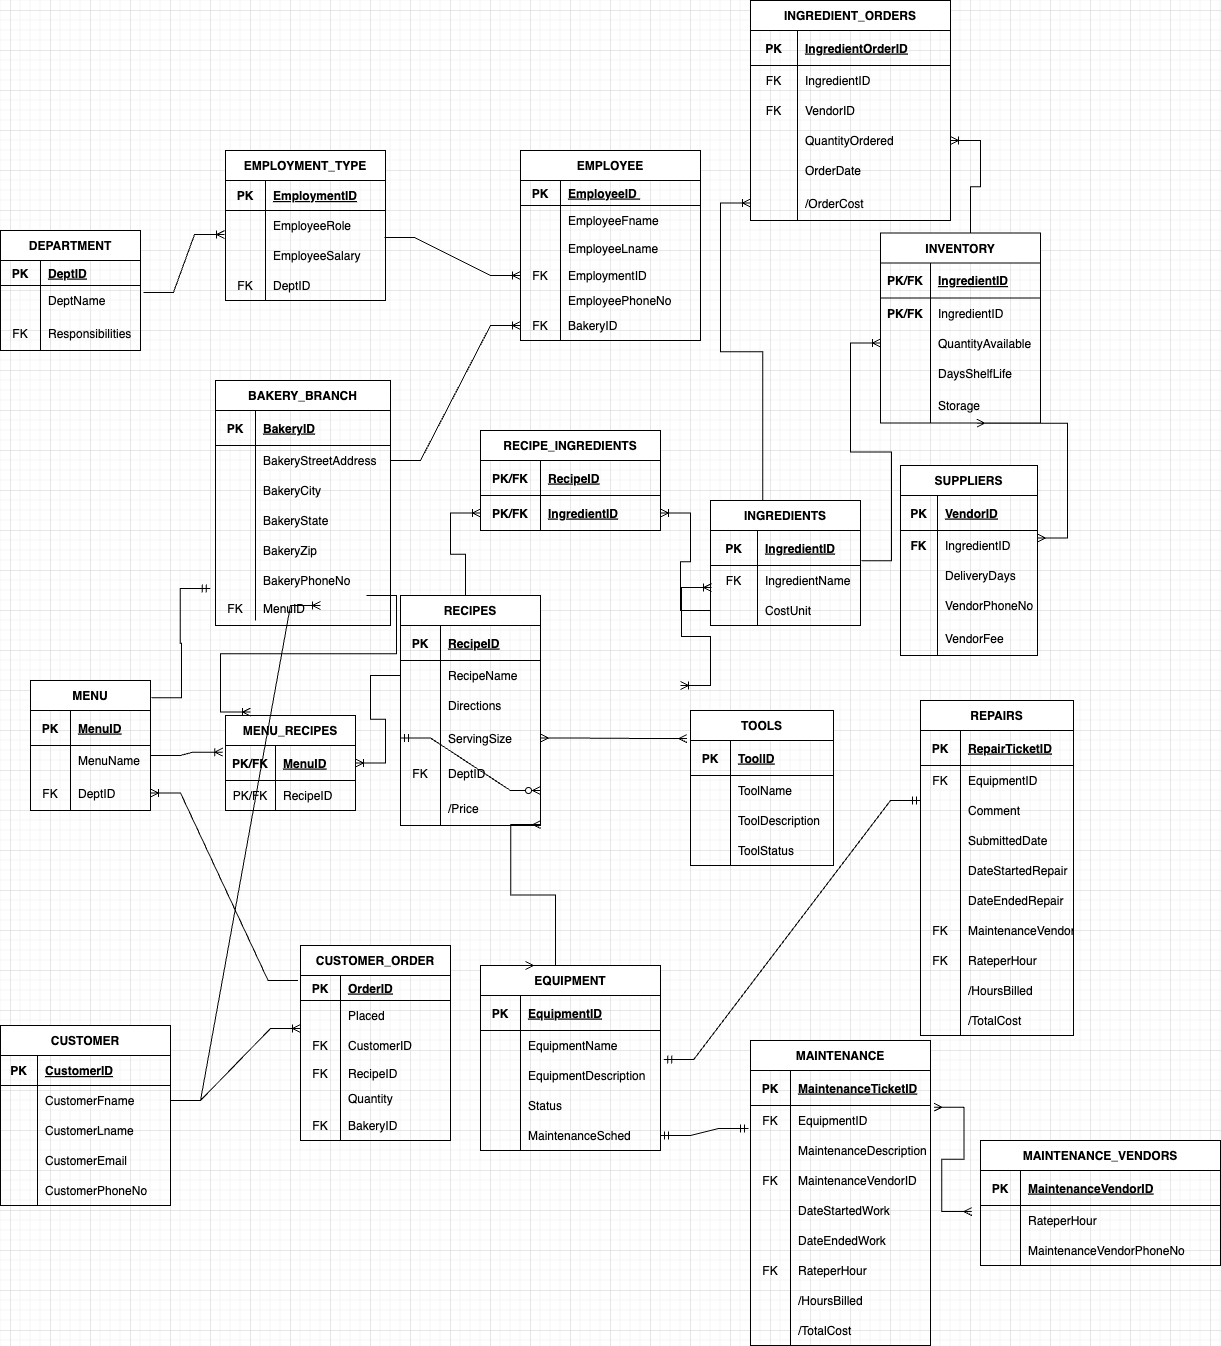 INGREDIENT_ORDERS
PK IngredientOrderID
FK IngredientID
FK VendorID
QuantityOrdered
OrderDate
/OrderCost
EMPLOYMENT_TYPE
PK EmploymentID
EmployeeRole
EmployeeSalary
FK DeptID
EMPLOYEE
PK EmployeeID
EmployeeFname
EmployeeLname
FK EmploymentID
EmployeePhoneNo
FK BakeryID
DEPARTMENT
PK DeptID
DeptName
FK Responsibilities
INVENTORY
PK/FK IngredientID
PK/FK IngredientID
QuantityAvailable
DaysShelfLife
Storage
BAKERY_BRANCH
PK BakeryID
BakeryStreetAddress
BakeryCity
BakeryState
BakeryZip
BakeryPhoneNo
FK MenuID
RECIPE_INGREDIENTS
PK/FK RecipeID
PK/FK IngredientID
INGREDIENTS
PK IngredientID
FK IngredientName
CostUnit
SUPPLIERS
PK VendorID
FK IngredientID
DeliveryDays
VendorPhoneNo
VendorFee
RECIPES
PK RecipeID
RecipeName
Directions
ServingSize
FK DeptID
/Price
MENU
PK MenuID
MenuName
FK DeptID
MENU_RECIPES
PK/FK MenuID
PK/FK RecipeID
TOOLS
PK ToolID
ToolName
ToolDescription
ToolStatus
REPAIRS
PK RepairTicketID
FK EquipmentID
Comment
SubmittedDate
DateStartedRepair
DateEndedRepair
FK MaintenanceVendor
FK RateperHour
/HoursBilled
/TotalCost
CUSTOMER_ORDER
PK OrderID
Placed
FK CustomerID
FK RecipeID
Quantity
FK BakeryID
EQUIPMENT
PK EquipmentID
EquipmentName
EquipmentDescription
Status
MaintenanceSched
CUSTOMER
PK CustomerID
CustomerFname
CustomerLname
CustomerEmail
CustomerPhoneNo
MAINTENANCE
PK MaintenanceTicketID
FK EquipmentID
MaintenanceDescription
FK MaintenanceVendorID
DateStartedWork
DateEndedWork
FK RateperHour
/HoursBilled
/TotalCost
MAINTENANCE_VENDORS
PK MaintenanceVendorID
RateperHour
MaintenanceVendorPhoneNo